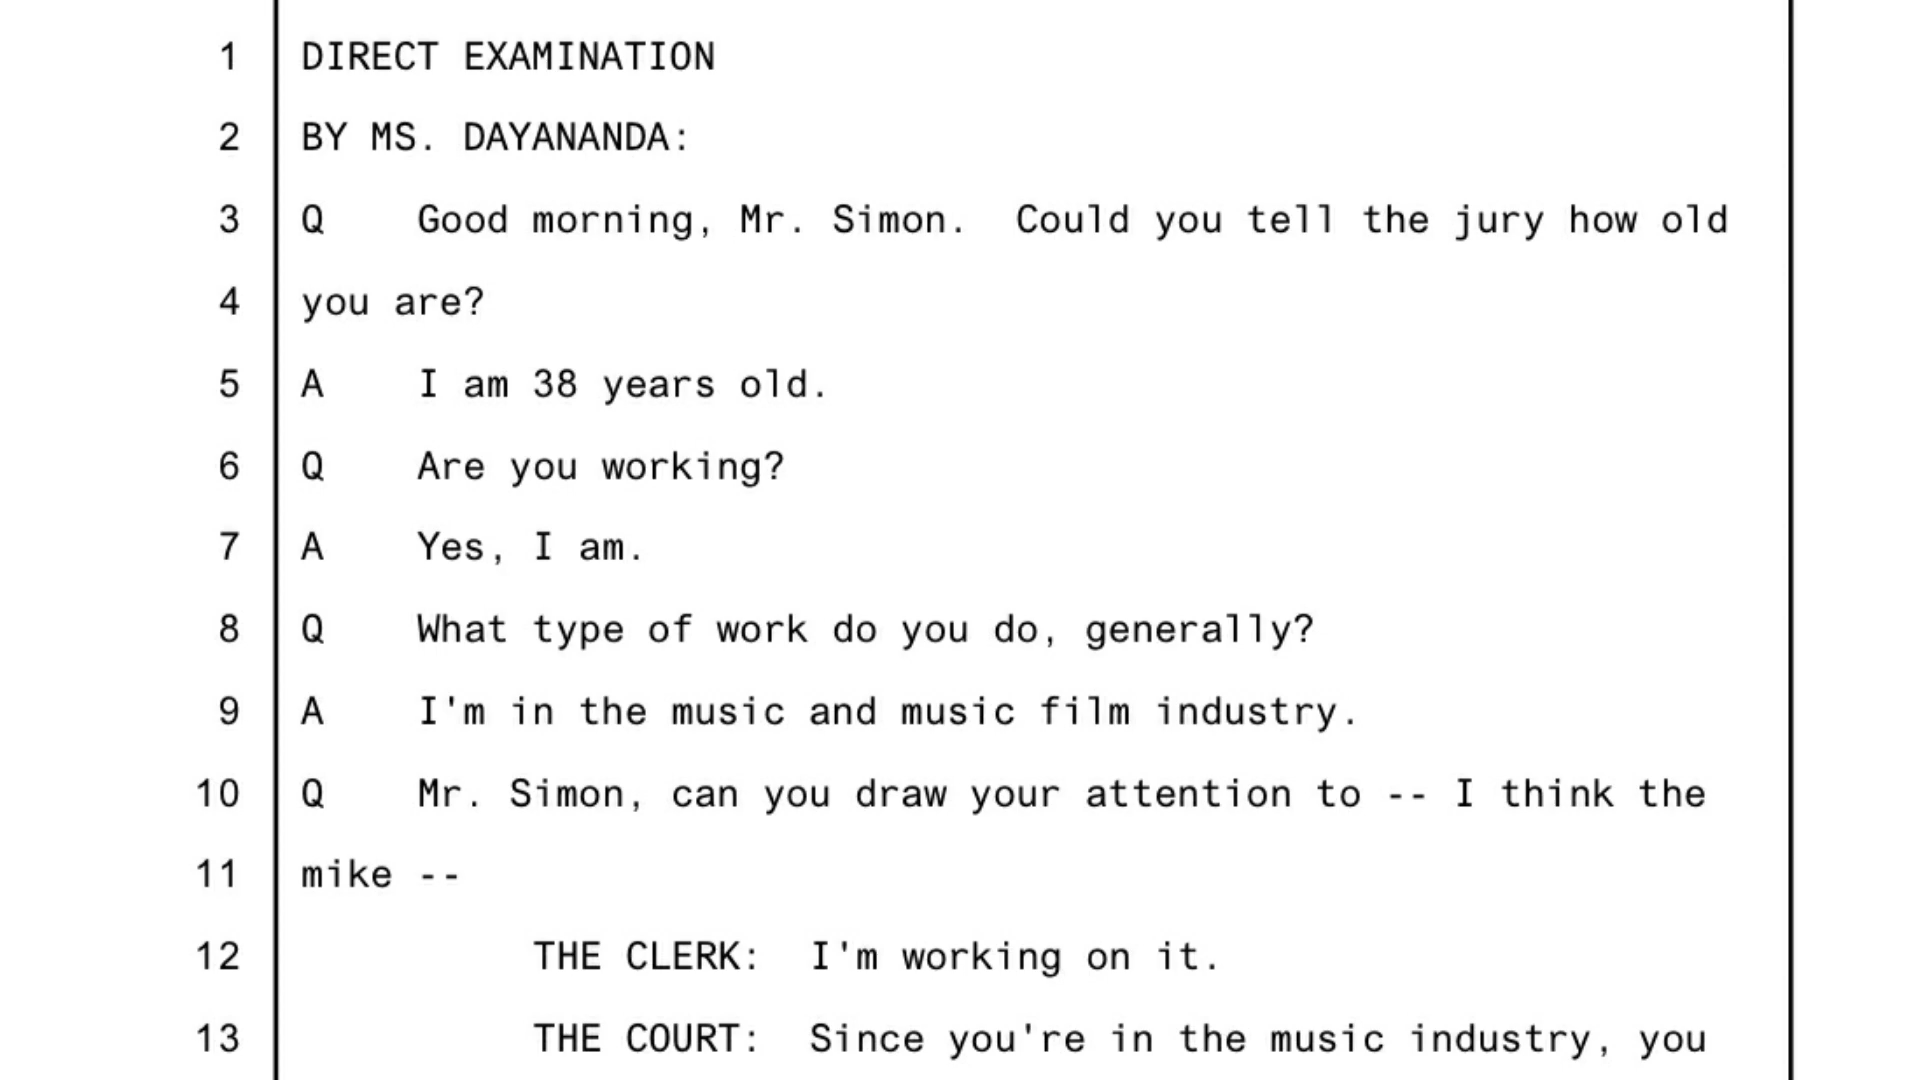 1 DIRECT EXAMINATION
2 BY MS. DAYANANDA:
3 Q Good morning, Mr. Simon. Could you tell the jury how old
4 you are?
5 A I am 38 years old.
6 Q Are you working?
7 A Yes, I am.
8 Q What type of work do you do, generally?
9 A I'm in the music and music film industry.
10 Q Mr. Simon, can you draw your attention to -- I think the
11 mike --
12 THE CLERK: I'm working on it.
13 THE COURT: Since you're in the music industry, you